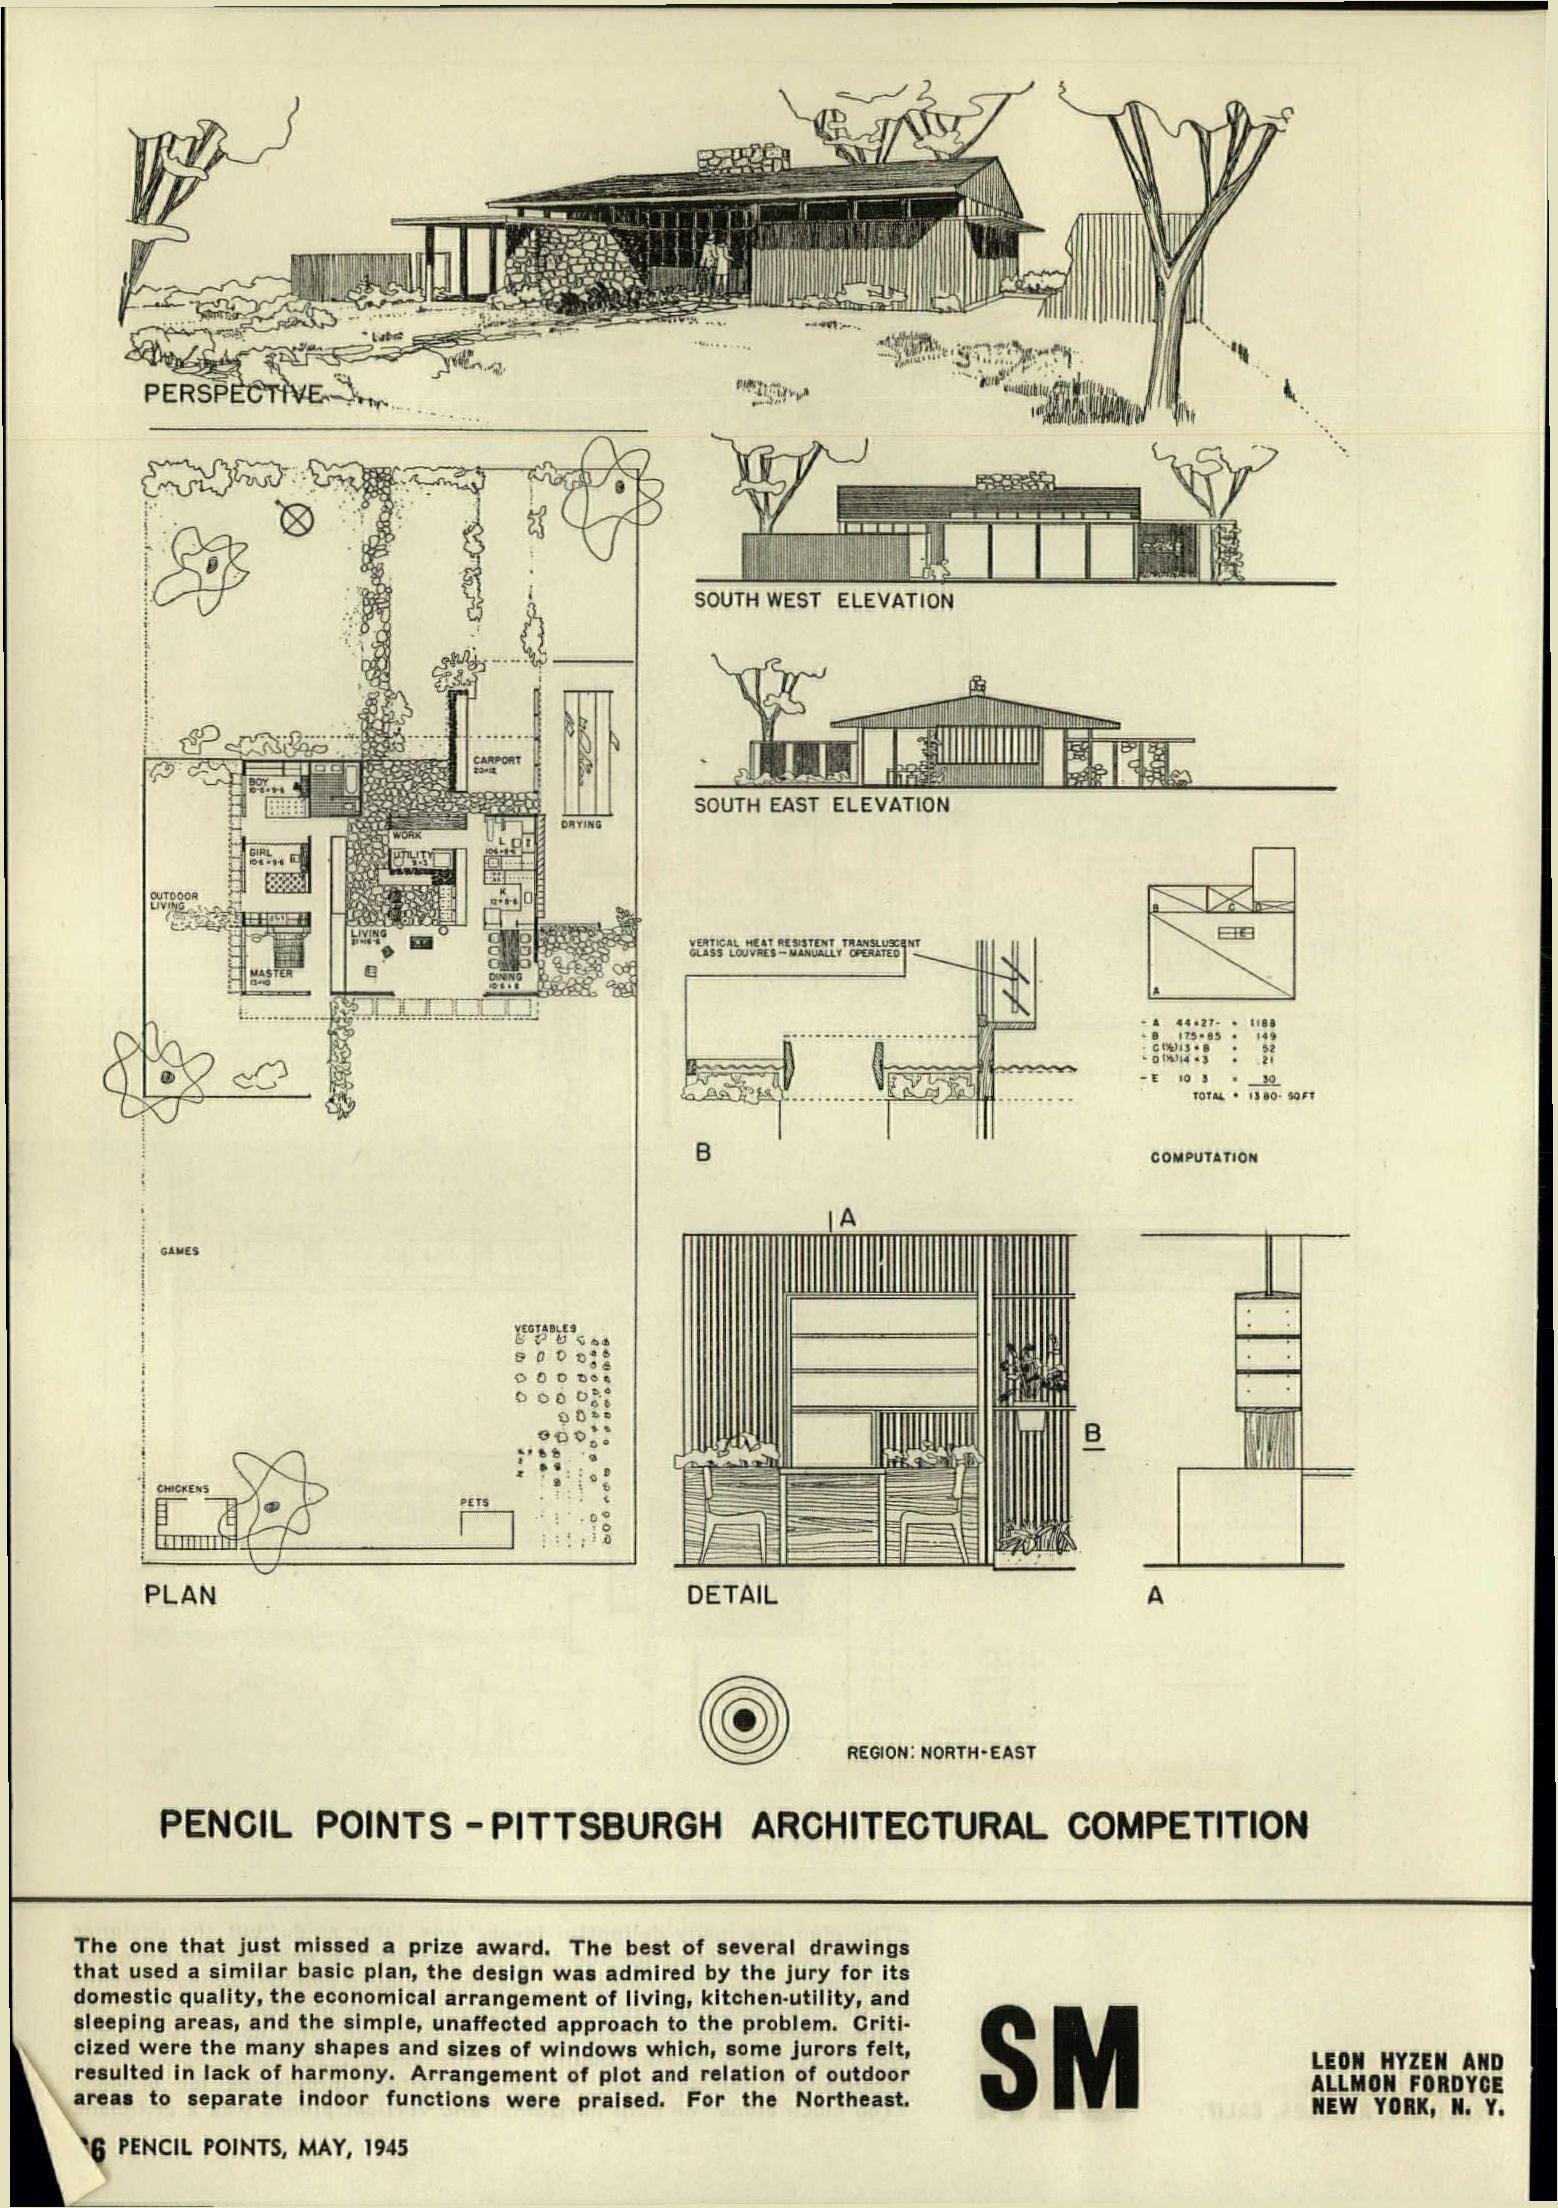 PERSPECTIVE
SOUTH WEST ELEVATION
SOUTH EAST ELEVATION
CARPORT
20×12
DRYING
BOY
10-6×9-6
WORK
UTILITY
9×3
L
10-6×8-6
GIRL
10-6×9-6
K
12×8-6
OUTDOOR
LIVING
LIVING
21×16-6
MASTER
13×10
DINING
10-6×8
GAMES
VEGTABLES
CHICKENS
PETS
PLAN
VERTICAL HEAT RESISTENT TRANSLUSCENT
GLASS LOUVRES—MANUALLY OPERATED
B
B
C
E
A
- A 44×27- = 1188
- B 17.5×8.5 = 149
- C(½)13×8 = 52
- D(½)14×3 = 21
- E 10 3 = 30
TOTAL = 1380- SQ FT
COMPUTATION
A
B
DETAIL
A
REGION: NORTH-EAST
PENCIL POINTS - PITTSBURGH ARCHITECTURAL COMPETITION
The one that just missed a prize award. The best of several drawings
that used a similar basic plan, the design was admired by the jury for its
domestic quality, the economical arrangement of living, kitchen-utility, and
sleeping areas, and the simple, unaffected approach to the problem. Criti-
cized were the many shapes and sizes of windows which, some jurors felt,
resulted in lack of harmony. Arrangement of plot and relation of outdoor
areas to separate indoor functions were praised. For the Northeast.
SM
LEON HYZEN AND
ALLMON FORDYCE
NEW YORK, N. Y.
6 PENCIL POINTS, MAY, 1945